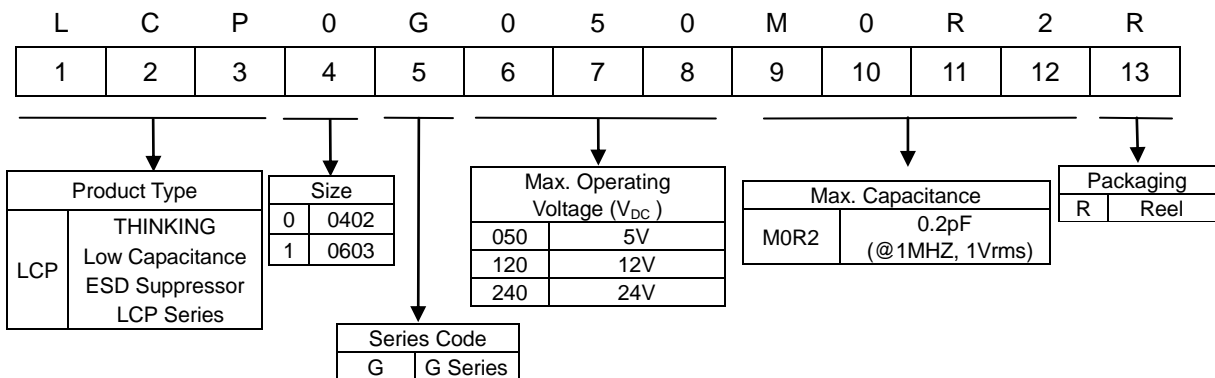 L C P 0 G 0 5 0 M 0 R 2 R
1 2 3 4 5 6 7 8 9 10 11 12 13
Product Type
LCP
THINKING
Low Capacitance
ESD Suppressor
LCP Series
Size
0 0402
1 0603
Series Code
G G Series
Max. Operating
Voltage (VDC )
050 5V
120 12V
240 24V
Max. Capacitance
M0R2
0.2pF
(@1MHZ, 1Vrms)
Packaging
R Reel